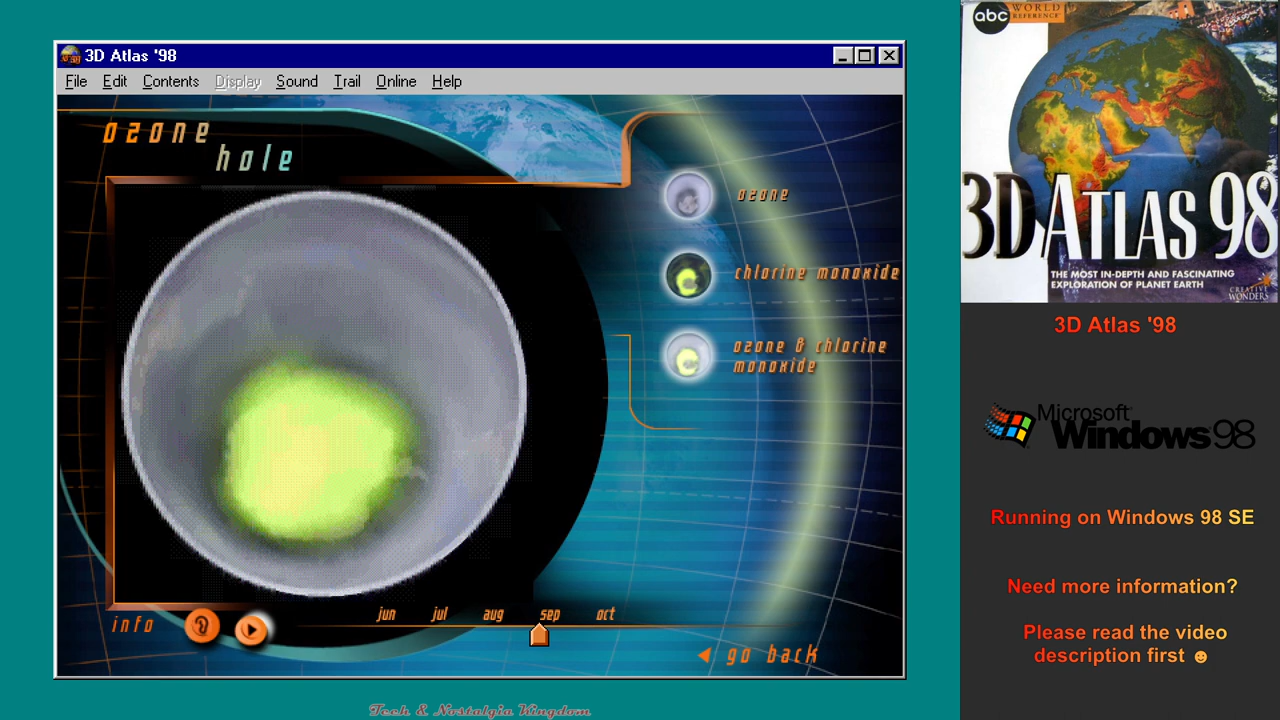 3D Atlas '98
File Edit Contents Display Sound Trail Online Help
ozone
hole
ozone
chlorine monoxide
ozone & chlorine
monoxide
jun jul aug sep oct
info
go back
Tech & Nostalgia Kingdom
abc WORLD
REFERENCE
3D ATLAS 98
THE MOST IN-DEPTH AND FASCINATING
EXPLORATION OF PLANET EARTH
CREATIVE
WONDERS
3D Atlas '98
Microsoft
Windows 98
Running on Windows 98 SE
Need more information?
Please read the video
description first ☻